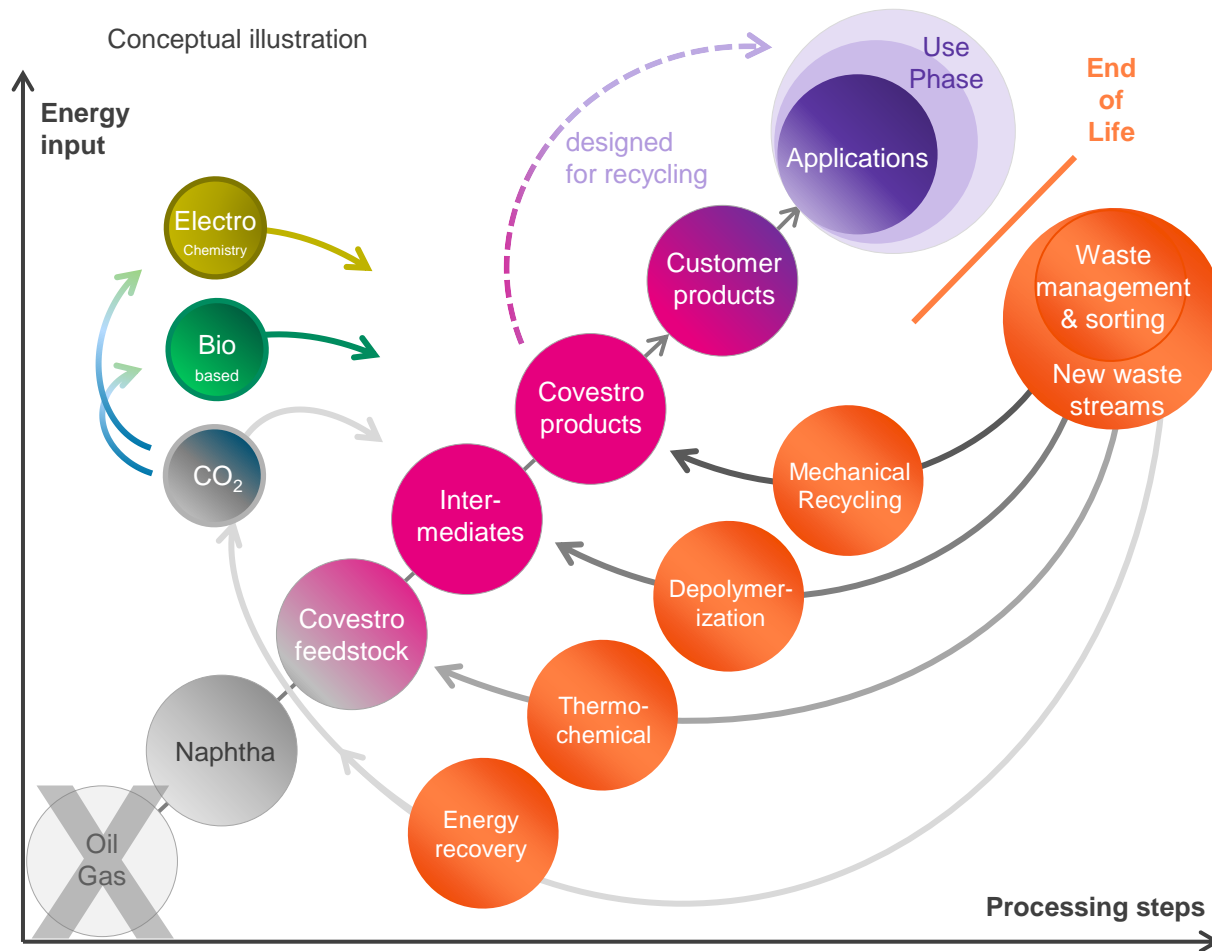 Conceptual illustration
Energy
input
Use
Phase
End
of
Life
designed
for recycling
Applications
Electro
Chemistry
Customer
products
Waste
management
& sorting
New waste
streams
Bio
based
Covestro
products
CO₂
Mechanical
Recycling
Inter-
mediates
Depolymer-
ization
Covestro
feedstock
Thermo-
chemical
Naphtha
Energy
recovery
Oil
Gas
Processing steps